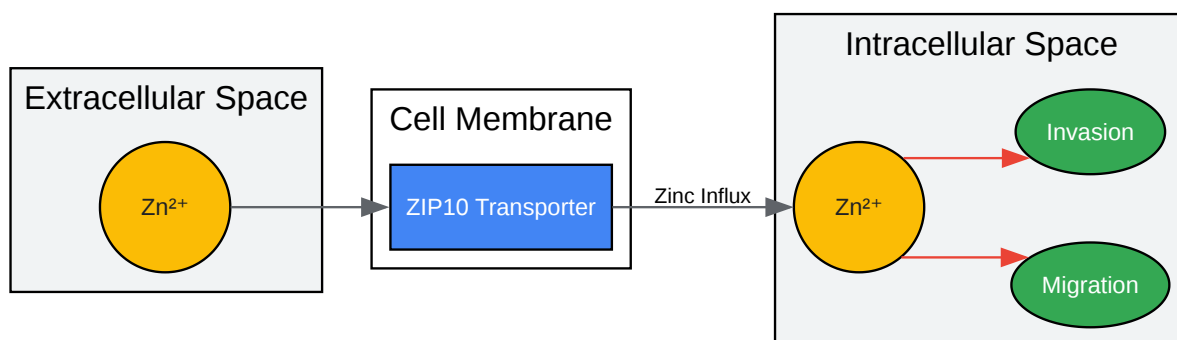 Extracellular Space
Zn²⁺
Cell Membrane
ZIP10 Transporter
Zinc Influx
Intracellular Space
Zn²⁺
Invasion
Migration